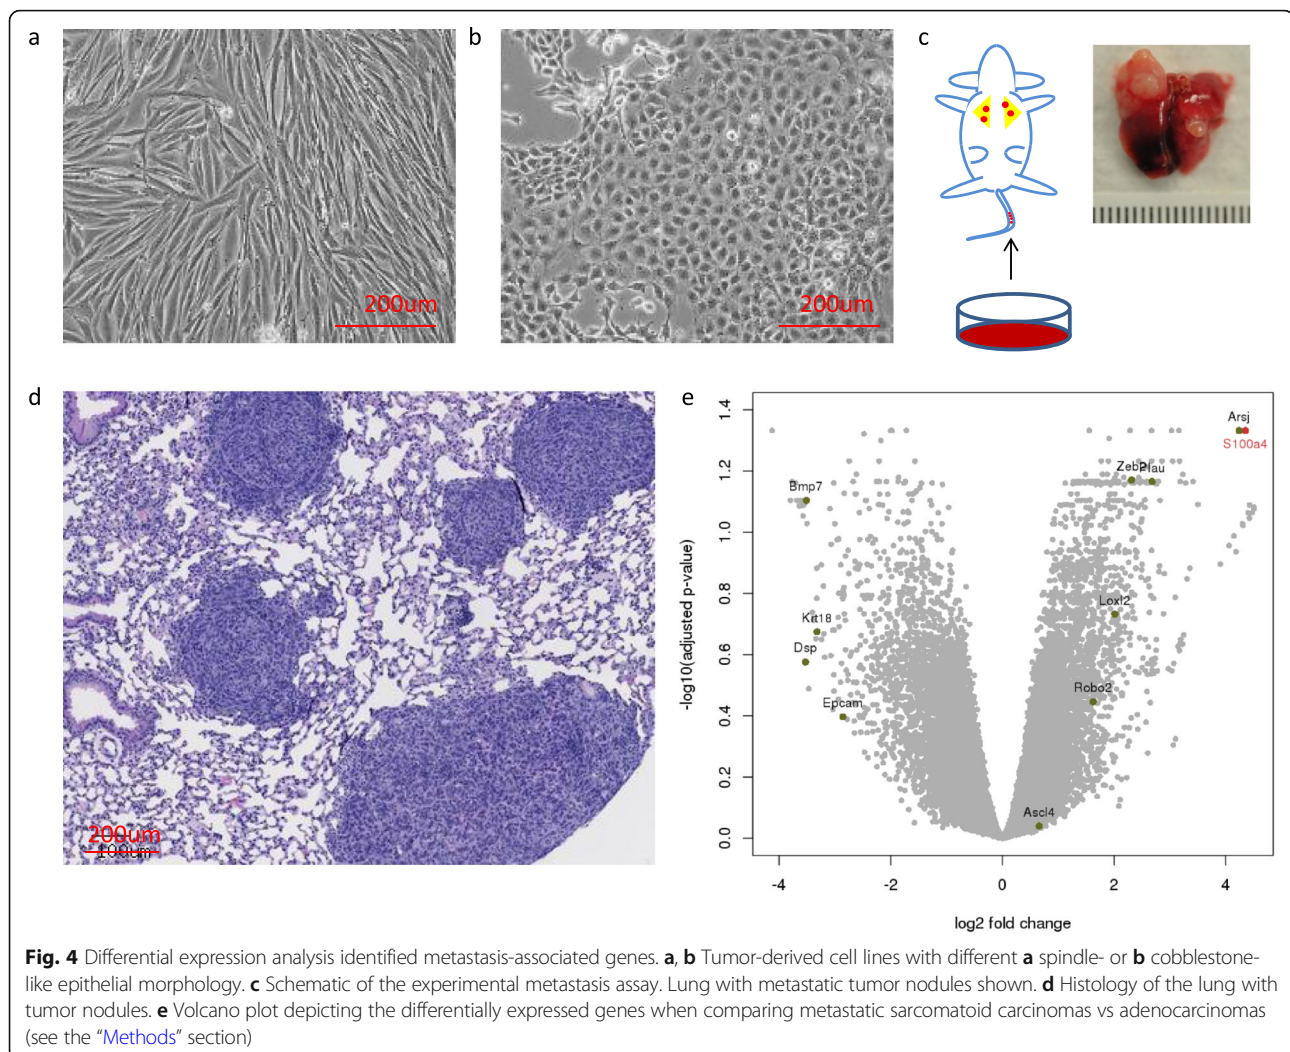 a
b
c
200um
200um
d
e
200um
100um
-log10(adjusted p-value)
1.4
1.2
1.0
0.8
0.6
0.4
0.2
0.0
Arsj
S100a4
Plau
Bmp7
Loxl2
Krt18
Dsp
Robo2
Epcam
Ascl4
-4
-2
0
2
4
log2 fold change
Fig. 4 Differential expression analysis identified metastasis-associated genes. a, b Tumor-derived cell lines with different a spindle- or b cobblestone-
like epithelial morphology. c Schematic of the experimental metastasis assay. Lung with metastatic tumor nodules shown. d Histology of the lung with
tumor nodules. e Volcano plot depicting the differentially expressed genes when comparing metastatic sarcomatoid carcinomas vs adenocarcinomas
(see the “Methods” section)